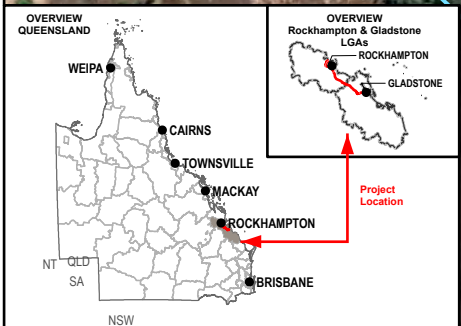 OVERVIEW
QUEENSLAND
WEIPA
CAIRNS
TOWNSVILLE
MACKAY
ROCKHAMPTON
BRISBANE
NT
QLD
SA
NSW
OVERVIEW
Rockhampton & Gladstone
LGAs
ROCKHAMPTON
GLADSTONE
Project
Location